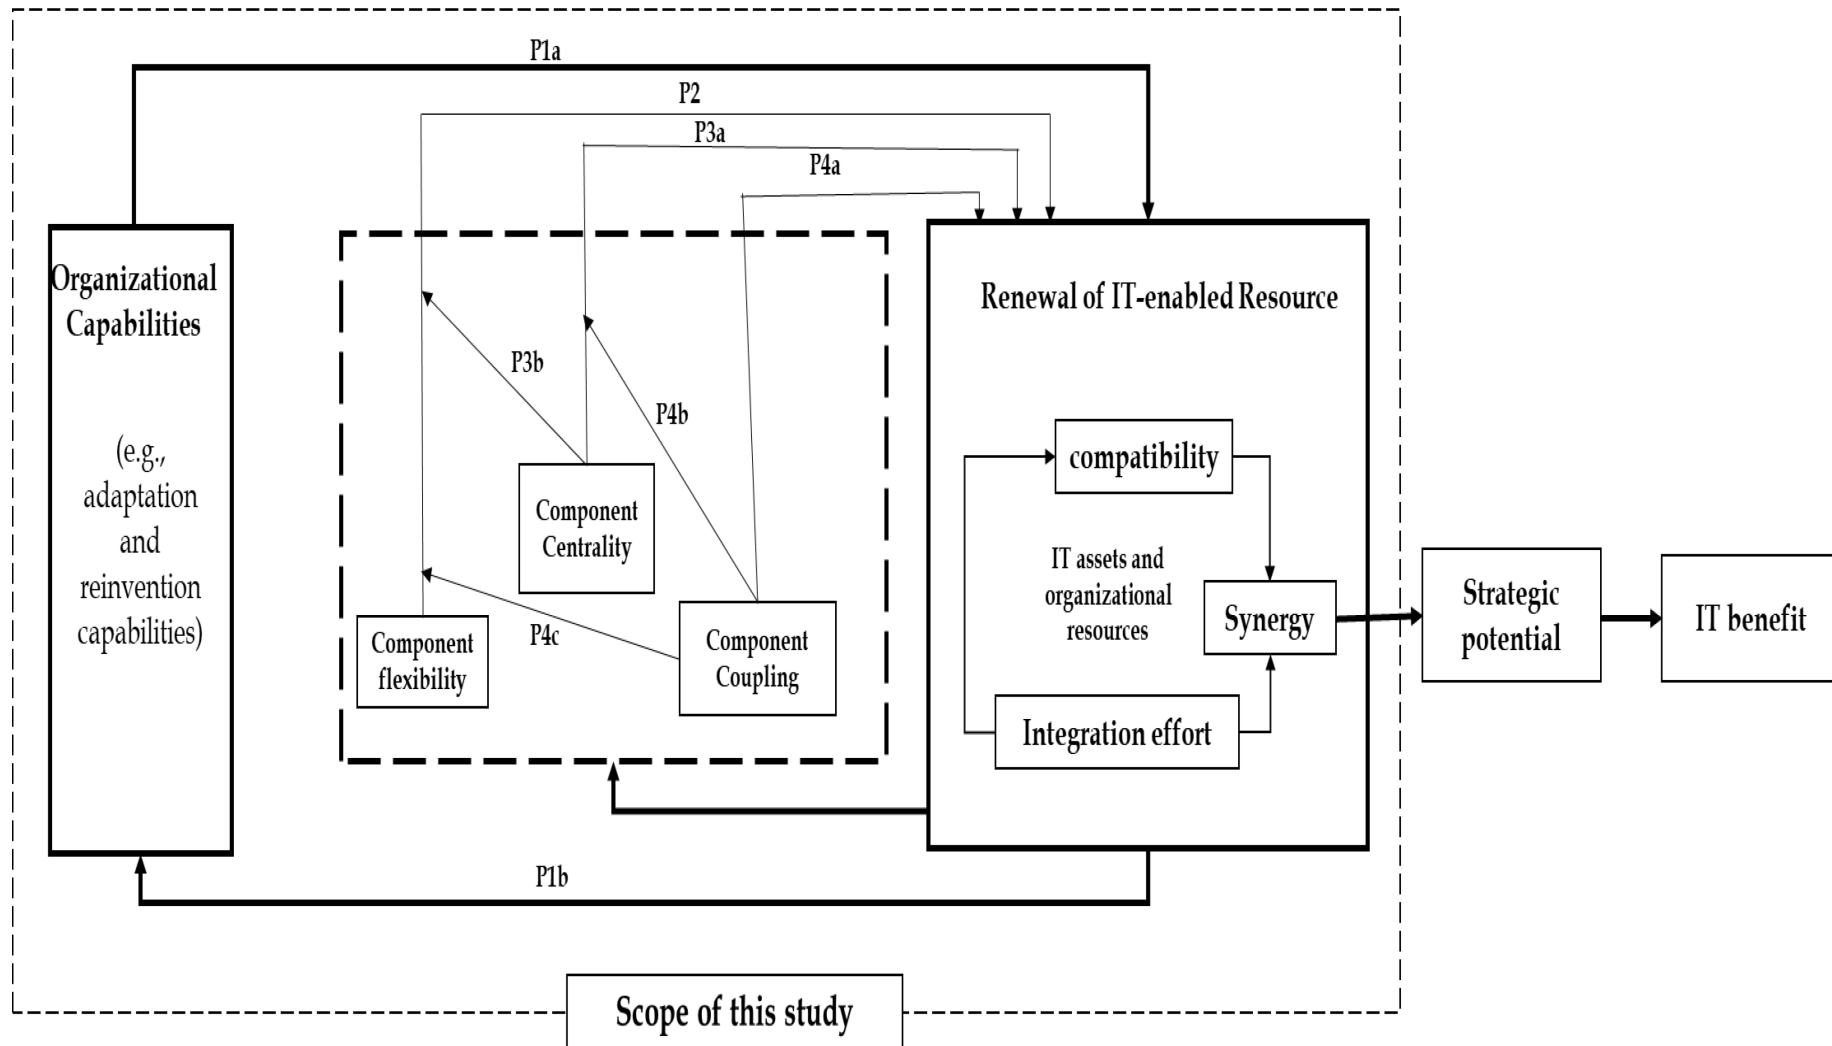 P1a
P2
P3a
P4a
Organizational
Capabilities
(e.g.,
adaptation
and
reinvention
capabilities)
P3b
P4b
Component
Centrality
P4c
Component
flexibility
Component
Coupling
Renewal of IT-enabled Resource
compatibility
IT assets and
organizational
resources
Synergy
Integration effort
Strategic
potential
IT benefit
P1b
Scope of this study